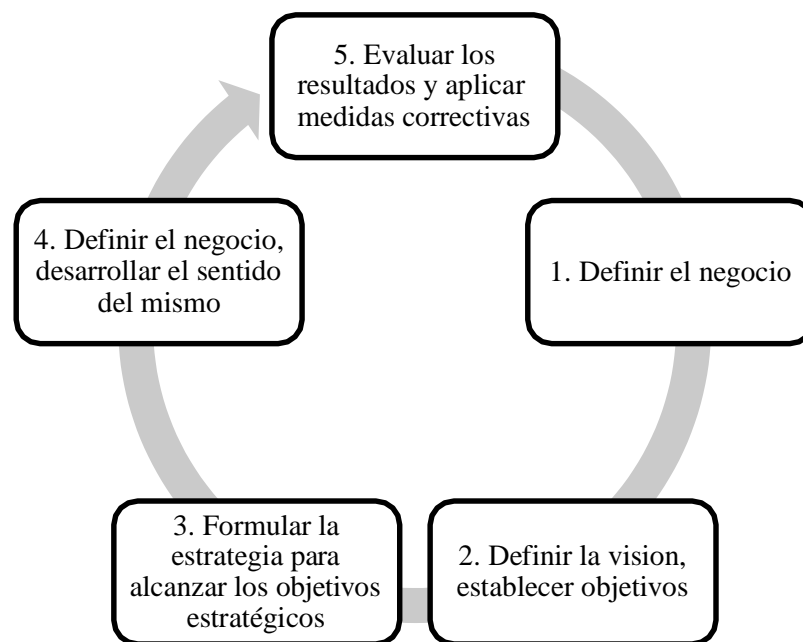 5. Evaluar los
resultados y aplicar
medidas correctivas
4. Definir el negocio,
desarrollar el sentido
del mismo
1. Definir el negocio
3. Formular la
estrategia para
alcanzar los objetivos
estratégicos
2. Definir la vision,
establecer objetivos